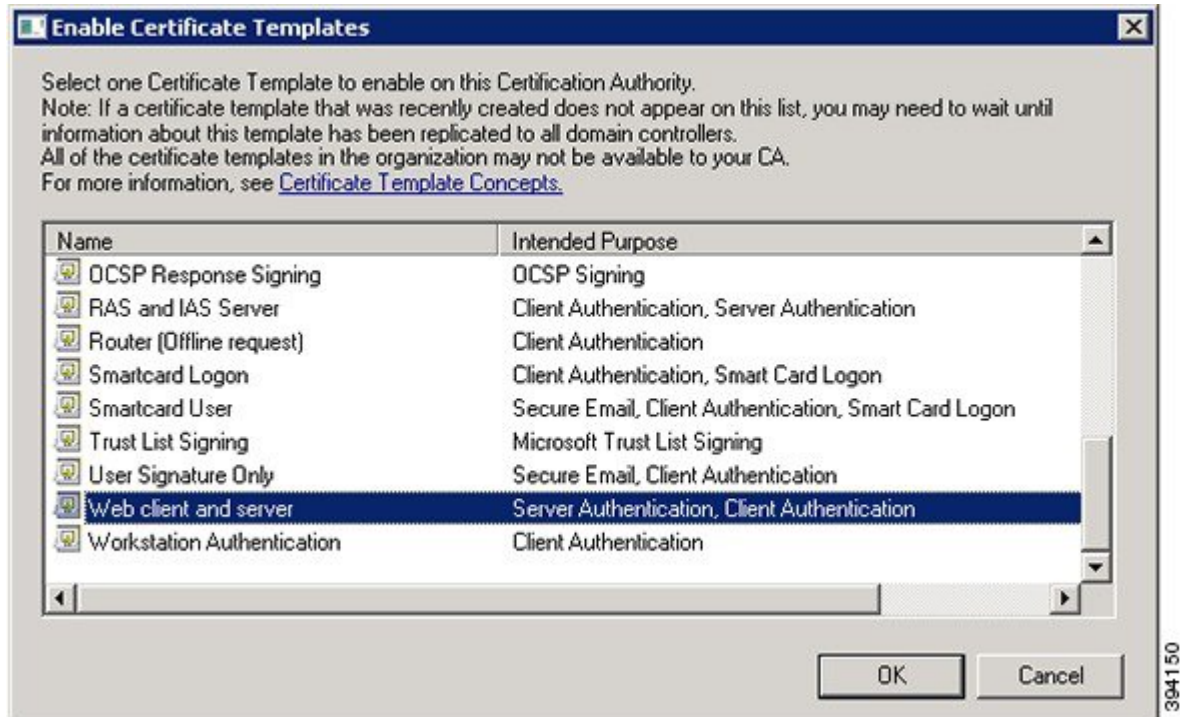 Enable Certificate Templates
Select one Certificate Template to enable on this Certification Authority.
Note: If a certificate template that was recently created does not appear on this list, you may need to wait until
information about this template has been replicated to all domain controllers.
All of the certificate templates in the organization may not be available to your CA.
For more information, see Certificate Template Concepts.
Name Intended Purpose
OCSP Response Signing OCSP Signing
RAS and IAS Server Client Authentication, Server Authentication
Router (Offline request) Client Authentication
Smartcard Logon Client Authentication, Smart Card Logon
Smartcard User Secure Email, Client Authentication, Smart Card Logon
Trust List Signing Microsoft Trust List Signing
User Signature Only Secure Email, Client Authentication
Web client and server Server Authentication, Client Authentication
Workstation Authentication Client Authentication
OK Cancel
394150